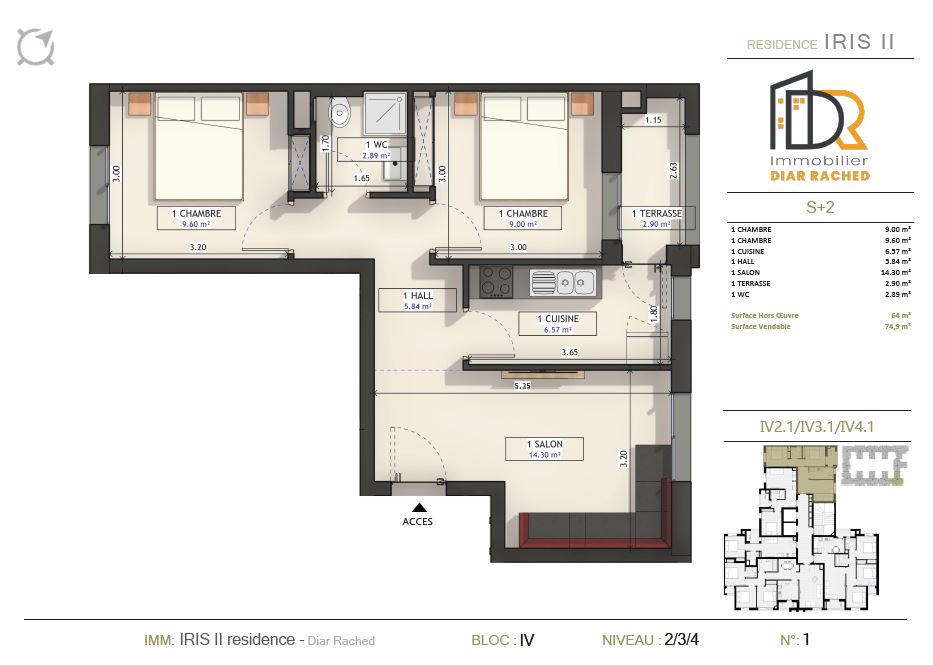 RESIDENCE IRIS II
DR
Immobilier
DIAR RACHED
S+2
1 CHAMBRE 9.00 m²
1 CHAMBRE 9.60 m²
1 CUISINE 6.57 m²
1 HALL 5.84 m²
1 SALON 14.30 m²
1 TERRASSE 2.90 m²
1 WC 2.89 m²
Surface Hors Œuvre 64 m²
Surface Vendable 74,9 m²
IV2.1/IV3.1/IV4.1
1.15
1.70
1 WC
2.89 m²
1.65
3.00
3.00
2.63
1 CHAMBRE
9.60 m²
3.20
1 CHAMBRE
9.00 m²
3.00
1 TERRASSE
2.90 m²
1 HALL
5.84 m²
1 CUISINE
6.57 m²
1.80
3.65
5.35
1 SALON
14.30 m²
3.20
ACCES
IMM: IRIS II residence - Diar Rached BLOC : IV NIVEAU : 2/3/4 N°: 1